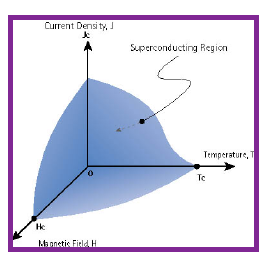 Current Density, J
Jc
Superconducting Region
Temperature, T
Tc
O
Hc
Magnetic Field, H